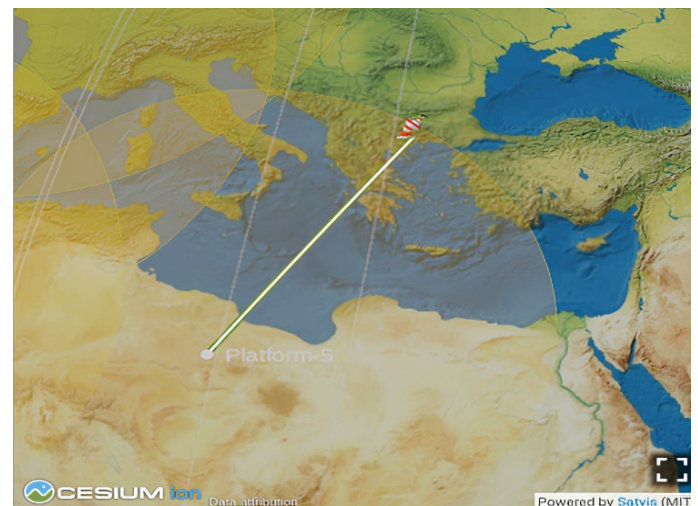 Platform-5
CESIUM ion
Data attribution
Powered by Satvis (MIT